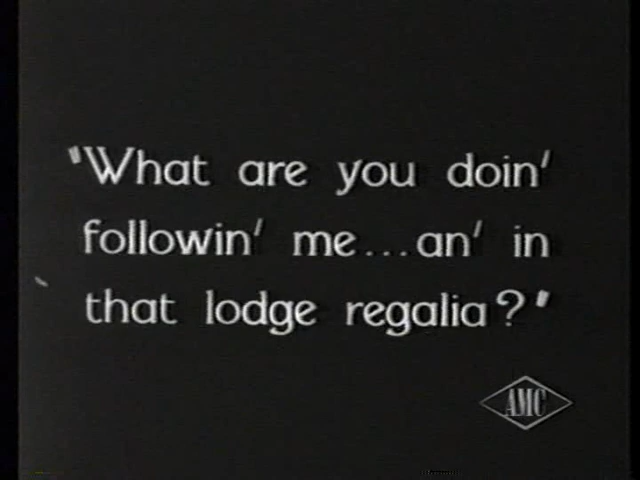 "What are you doin'
followin' me...an' in
that lodge regalia?"
AMC